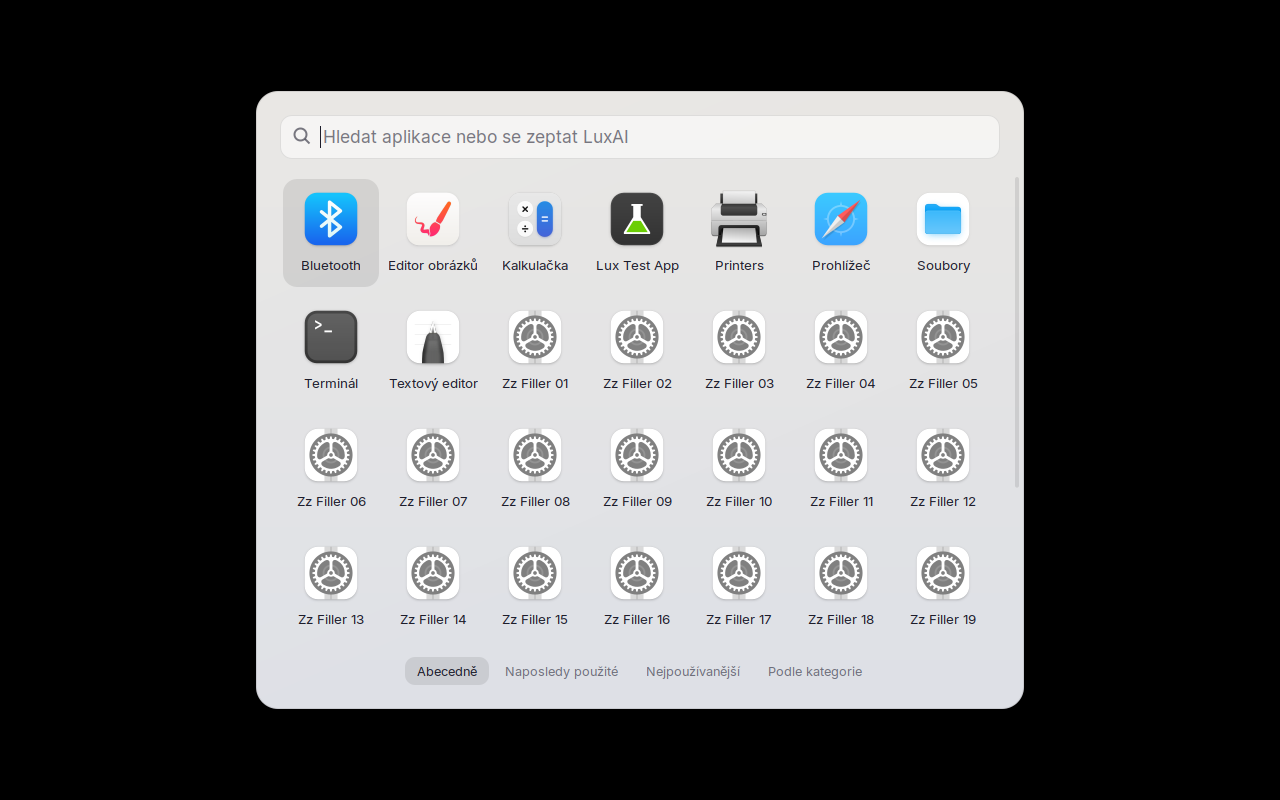 Hledat aplikace nebo se zeptat LuxAI
Bluetooth Editor obrázků Kalkulačka Lux Test App Printers Prohlížeč Soubory
Terminál Textový editor Zz Filler 01 Zz Filler 02 Zz Filler 03 Zz Filler 04 Zz Filler 05
Zz Filler 06 Zz Filler 07 Zz Filler 08 Zz Filler 09 Zz Filler 10 Zz Filler 11 Zz Filler 12
Zz Filler 13 Zz Filler 14 Zz Filler 15 Zz Filler 16 Zz Filler 17 Zz Filler 18 Zz Filler 19
Abecedně Naposledy použité Nejpoužívanější Podle kategorie